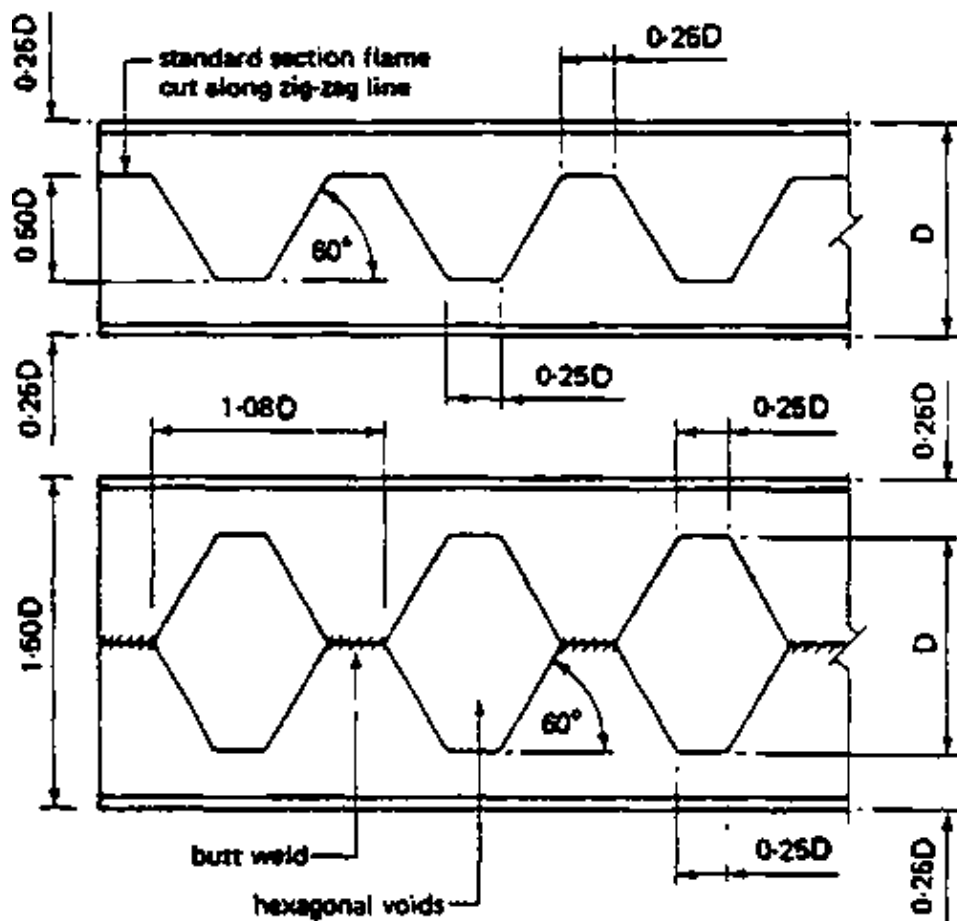 0·25D
standard section flame
cut along zig-zag line
0·25D
0·50D
60°
D
0·25D
0·25D
1·08D
0·25D
0·25D
1·50D
60°
D
butt weld
hexagonal voids
0·25D
0·25D